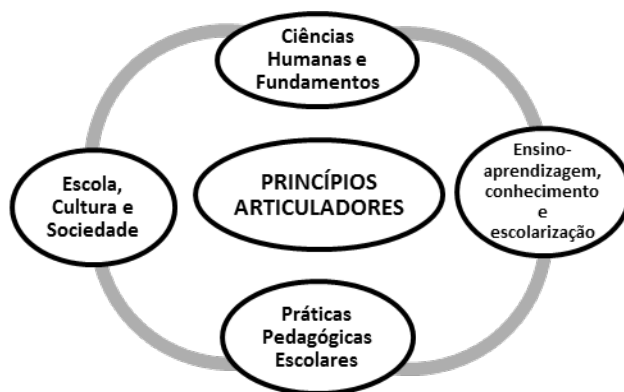 Ciências
Humanas e
Fundamentos
Escola,
Cultura e
Sociedade
PRINCÍPIOS
ARTICULADORES
Ensino-
aprendizagem,
conhecimento
e
escolarização
Práticas
Pedagógicas
Escolares